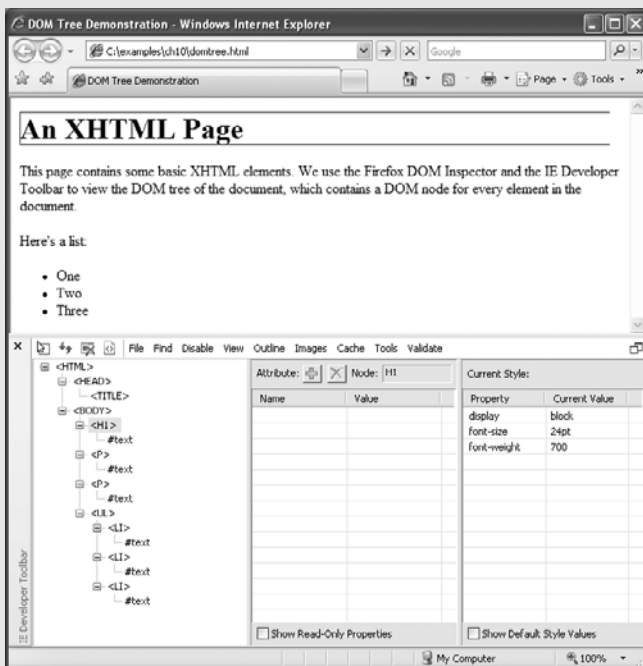 DOM Tree Demonstration - Windows Internet Explorer
C:\examples\ch10\domtree.html
Google
DOM Tree Demonstration
Page
Tools
»
An XHTML Page
This page contains some basic XHTML elements. We use the Firefox DOM Inspector and the IE Developer
Toolbar to view the DOM tree of the document, which contains a DOM node for every element in the
document.
Here's a list:
• One
• Two
• Three
File Find Disable View Outline Images Cache Tools Validate
<HTML>
<HEAD>
<TITLE>
<BODY>
<H1>
#text
<P>
#text
<P>
#text
<UL>
<LI>
#text
<LI>
#text
<LI>
#text
IE Developer Toolbar
Attribute: Node: H1
Name Value
Show Read-Only Properties
Current Style:
Property Current Value
display block
font-size 24pt
font-weight 700
Show Default Style Values
My Computer 100%